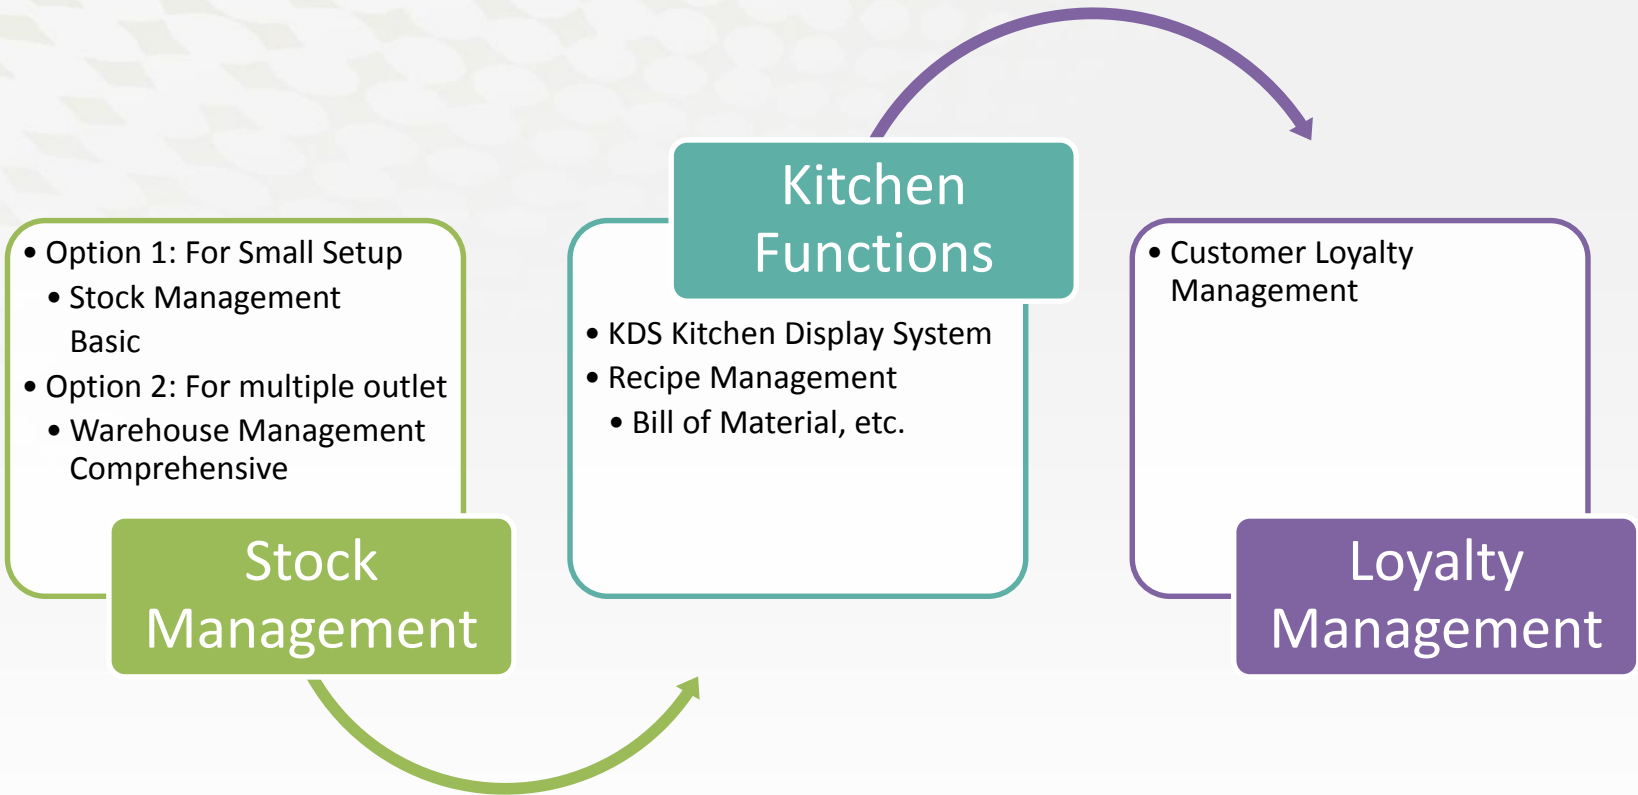 • Option 1: For Small Setup
• Stock Management
Basic
• Option 2: For multiple outlet
• Warehouse Management
Comprehensive
Stock
Management
Kitchen
Functions
• KDS Kitchen Display System
• Recipe Management
• Bill of Material, etc.
• Customer Loyalty
Management
Loyalty
Management